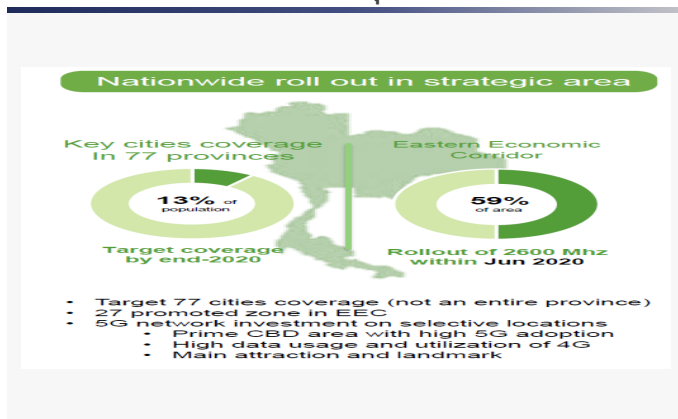 Nationwide roll out in strategic area
Key cities coverage
In 77 provinces
13% of
population
Target coverage
by end-2020
Eastern Economic
Corridor
59%
of area
Rollout of 2600 Mhz
within Jun 2020
• Target 77 cities coverage (not an entire province)
• 27 promoted zone in EEC
• 5G network investment on selective locations
• Prime CBD area with high 5G adoption
• High data usage and utilization of 4G
• Main attraction and landmark